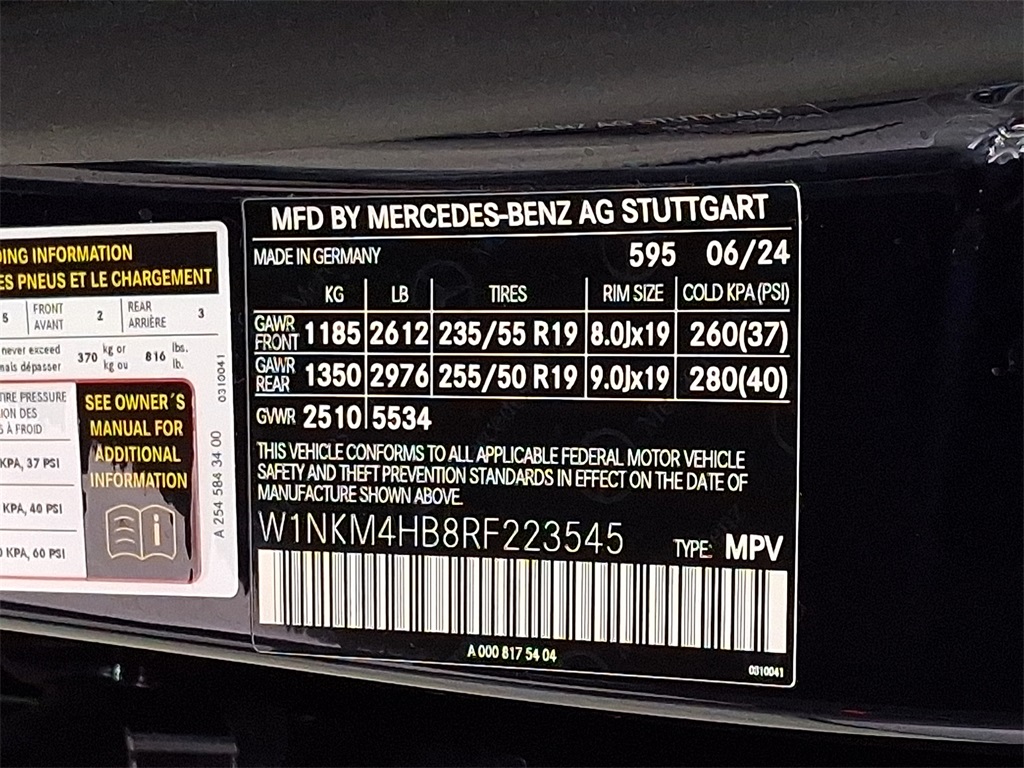 DING INFORMATION
ES PNEUS ET LE CHARGEMENT
5 FRONT AVANT 2 REAR ARRIÈRE 3
never exceed 370 kg or 816 lbs.
mais dépasser kg ou lb.
TIRE PRESSURE
ION DES
S À FROID
KPA, 37 PSI
KPA, 40 PSI
0 KPA, 60 PSI
SEE OWNER´S
MANUAL FOR
ADDITIONAL
INFORMATION
0310041
A 254 584 34 00
MFD BY MERCEDES-BENZ AG STUTTGART
MADE IN GERMANY 595 06/24
KG LB TIRES RIM SIZE COLD KPA(PSI)
GAWR FRONT 1185 2612 235/55 R19 8.0Jx19 260(37)
GAWR REAR 1350 2976 255/50 R19 9.0Jx19 280(40)
GVWR 2510 5534
THIS VEHICLE CONFORMS TO ALL APPLICABLE FEDERAL MOTOR VEHICLE
SAFETY AND THEFT PREVENTION STANDARDS IN EFFECT ON THE DATE OF
MANUFACTURE SHOWN ABOVE.
W1NKM4HB8RF223545 TYPE: MPV
A 000 817 54 04
0310041